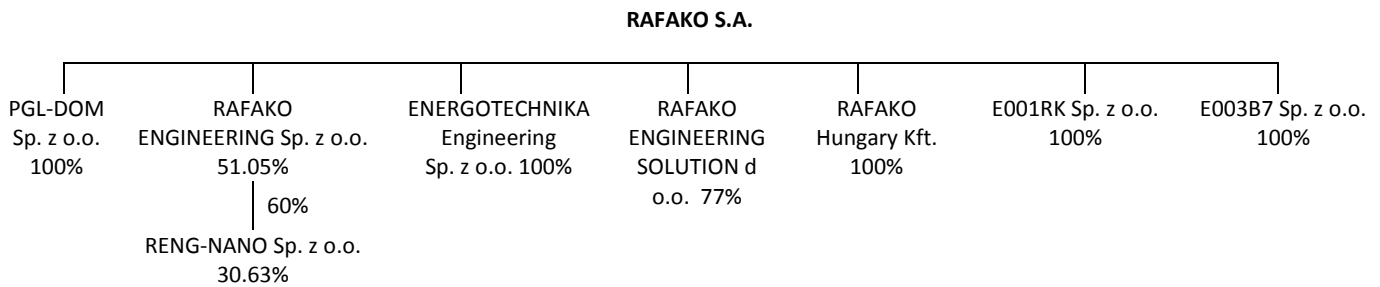 RAFAKO S.A.
PGL-DOM
Sp. z o.o.
100%
RAFAKO
ENGINEERING Sp. z o.o.
51.05%
60%
RENG-NANO Sp. z o.o.
30.63%
ENERGOTECHNIKA
Engineering
Sp. z o.o. 100%
RAFAKO
ENGINEERING
SOLUTION d
o.o. 77%
RAFAKO
Hungary Kft.
100%
E001RK Sp. z o.o.
100%
E003B7 Sp. z o.o.
100%